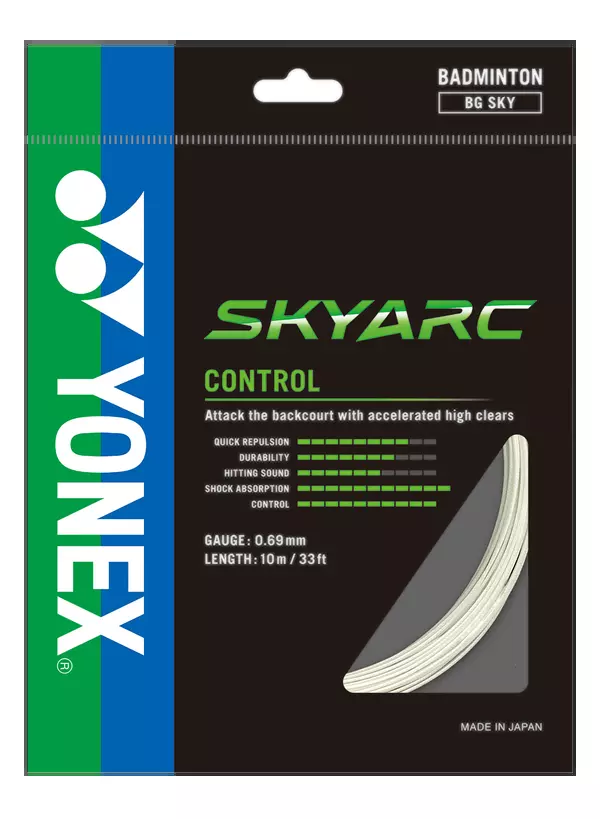 BADMINTON
BG SKY
YONEX®
SKYARC
CONTROL
Attack the backcourt with accelerated high clears
QUICK REPULSION
DURABILITY
HITTING SOUND
SHOCK ABSORPTION
CONTROL
GAUGE : 0.69mm
LENGTH : 10m / 33ft
MADE IN JAPAN